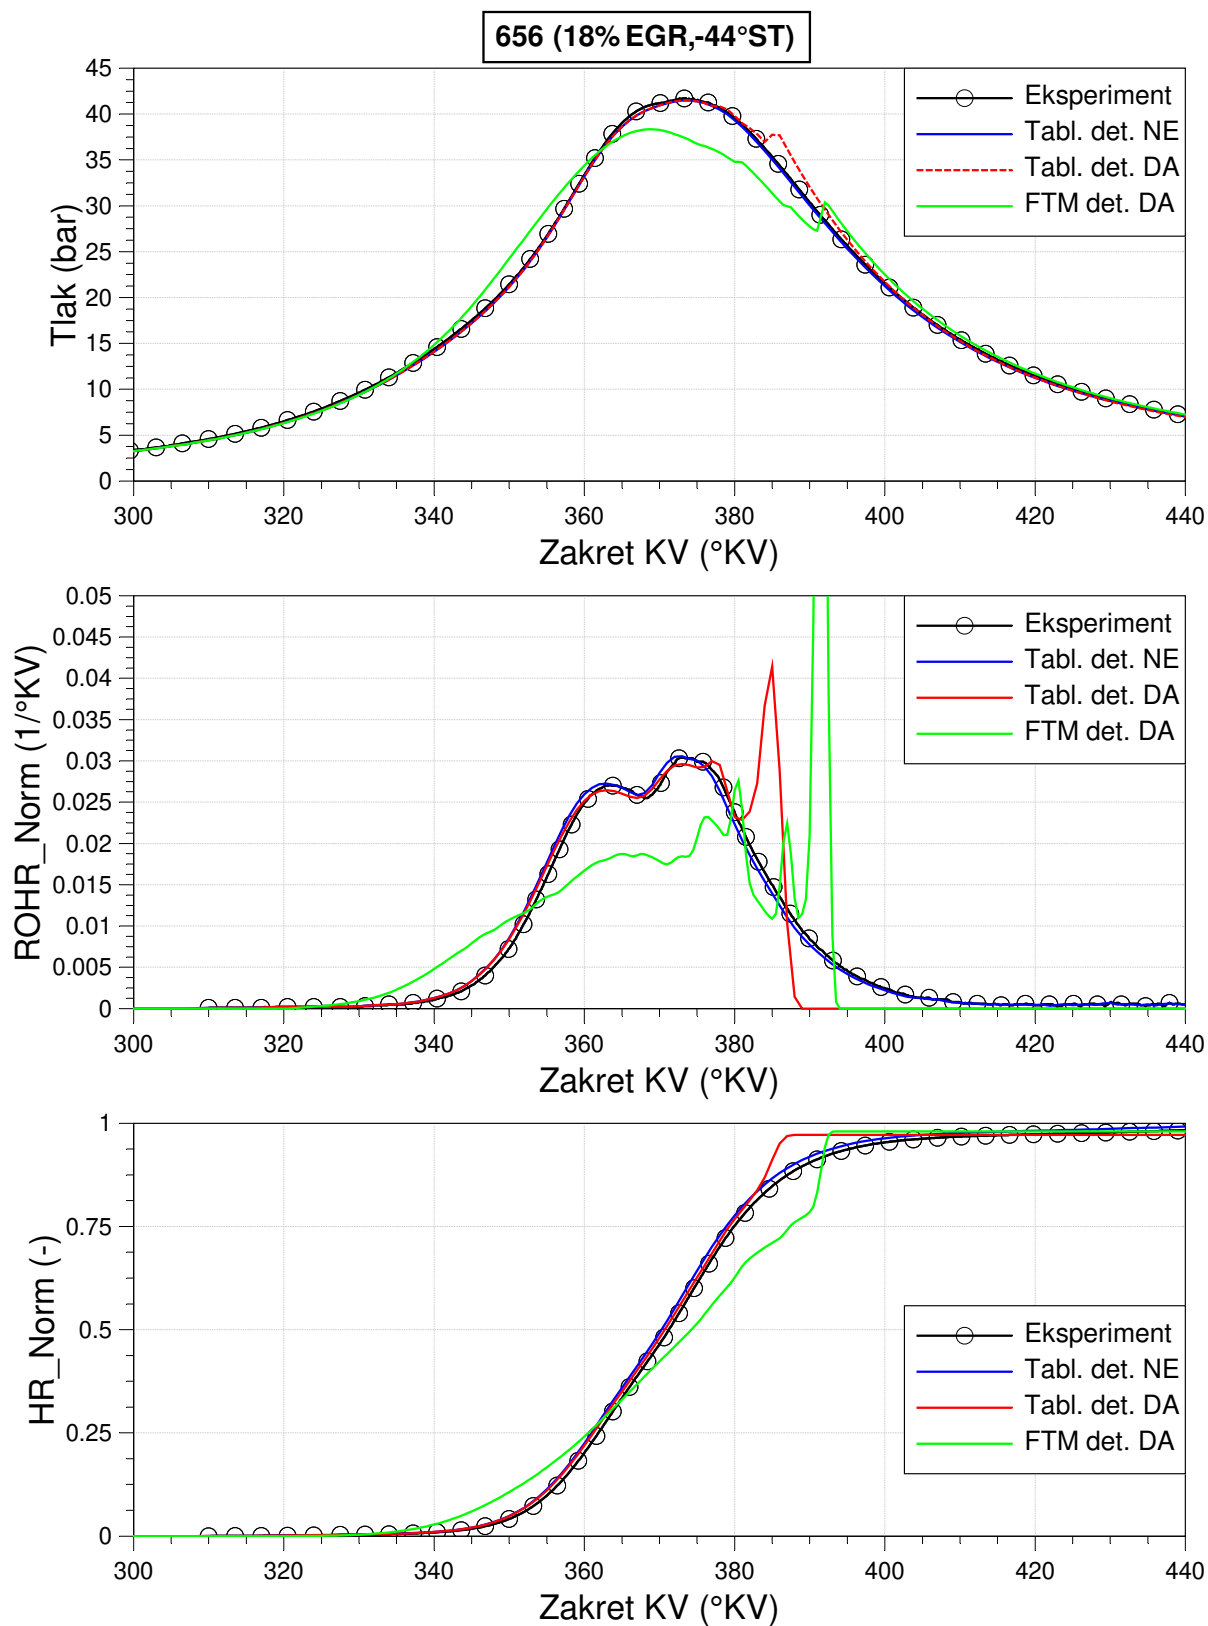 656 (18% EGR,-44°ST)
45
40
35
30
25
20
15
10
5
0
Tlak (bar)
Eksperiment
Tabl. det. NE
Tabl. det. DA
FTM det. DA
300 320 340 360 380 400 420 440
Zakret KV (°KV)
0.05
0.045
0.04
0.035
0.03
0.025
0.02
0.015
0.01
0.005
0
ROHR_Norm (1/°KV)
Eksperiment
Tabl. det. NE
Tabl. det. DA
FTM det. DA
300 320 340 360 380 400 420 440
Zakret KV (°KV)
1
0.75
0.5
0.25
0
HR_Norm (-)
Eksperiment
Tabl. det. NE
Tabl. det. DA
FTM det. DA
300 320 340 360 380 400 420 440
Zakret KV (°KV)